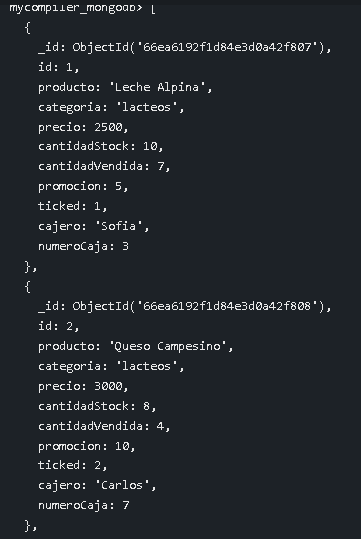 mycompiler_mongodb> [
{
_id: ObjectId('66ea6192f1d84e3d0a42f807'),
id: 1,
producto: 'Leche Alpina',
categoria: 'lacteos',
precio: 2500,
cantidadStock: 10,
cantidadVendida: 7,
promocion: 5,
ticked: 1,
cajero: 'Sofia',
numeroCaja: 3
},
{
_id: ObjectId('66ea6192f1d84e3d0a42f808'),
id: 2,
producto: 'Queso Campesino',
categoria: 'lacteos',
precio: 3000,
cantidadStock: 8,
cantidadVendida: 4,
promocion: 10,
ticked: 2,
cajero: 'Carlos',
numeroCaja: 7
},